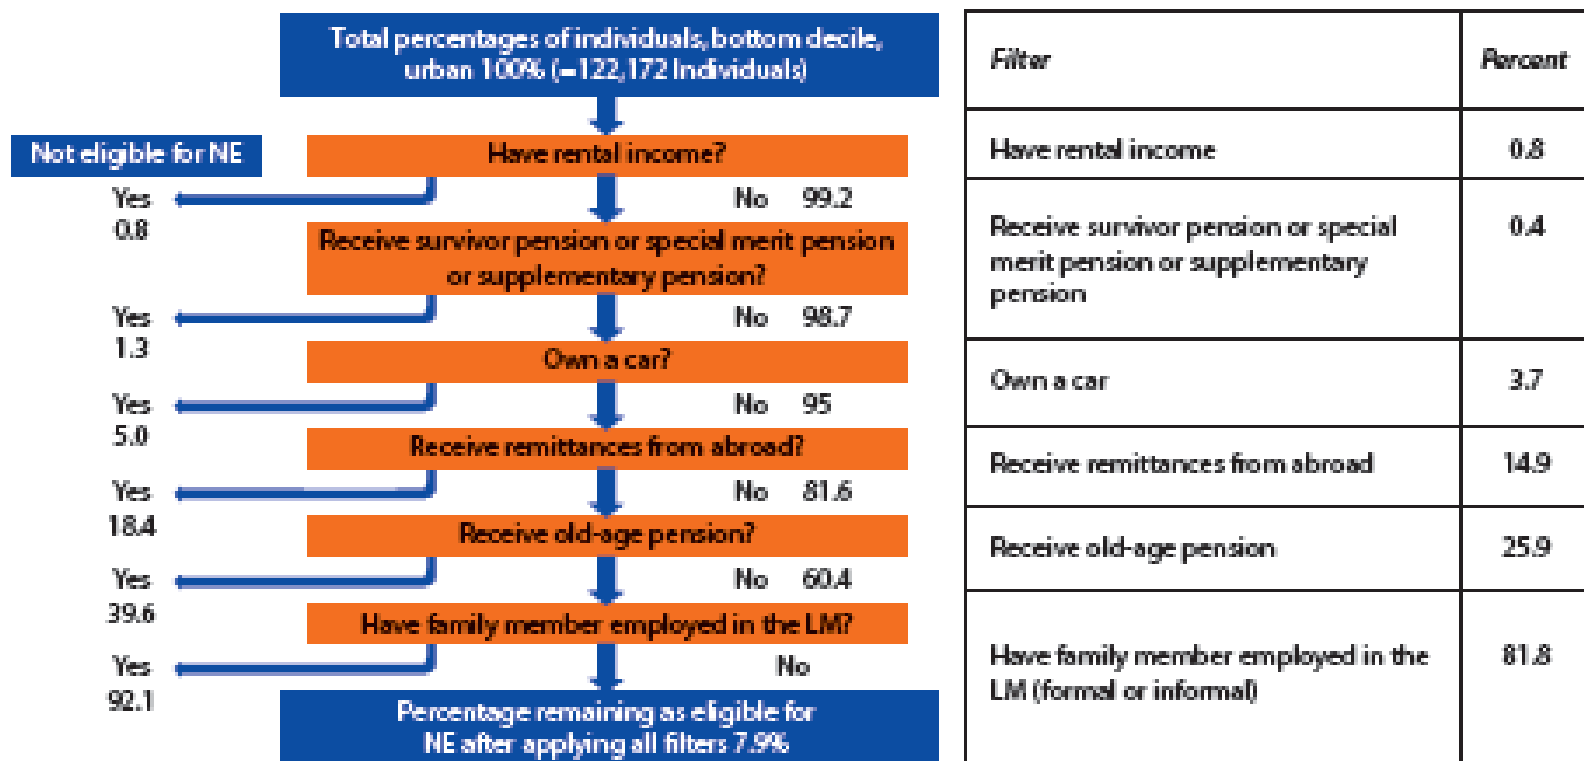 Total percentages of individuals, bottom decile,
urban 100% (=122,172 Individuals)
Not eligible for NE
Have rental income?
Yes
0.8
No 99.2
Receive survivor pension or special merit pension
or supplementary pension?
Yes
1.3
No 98.7
Own a car?
Yes
5.0
No 95
Receive remittances from abroad?
Yes
18.4
No 81.6
Receive old-age pension?
Yes
39.6
No 60.4
Have family member employed in the LM?
Yes
92.1
No
Percentage remaining as eligible for
NE after applying all filters 7.9%
Filter Percent
Have rental income 0.8
Receive survivor pension or special 0.4
merit pension or supplementary
pension
Own a car 3.7
Receive remittances from abroad 14.9
Receive old-age pension 25.9
Have family member employed in the 81.8
LM (formal or informal)